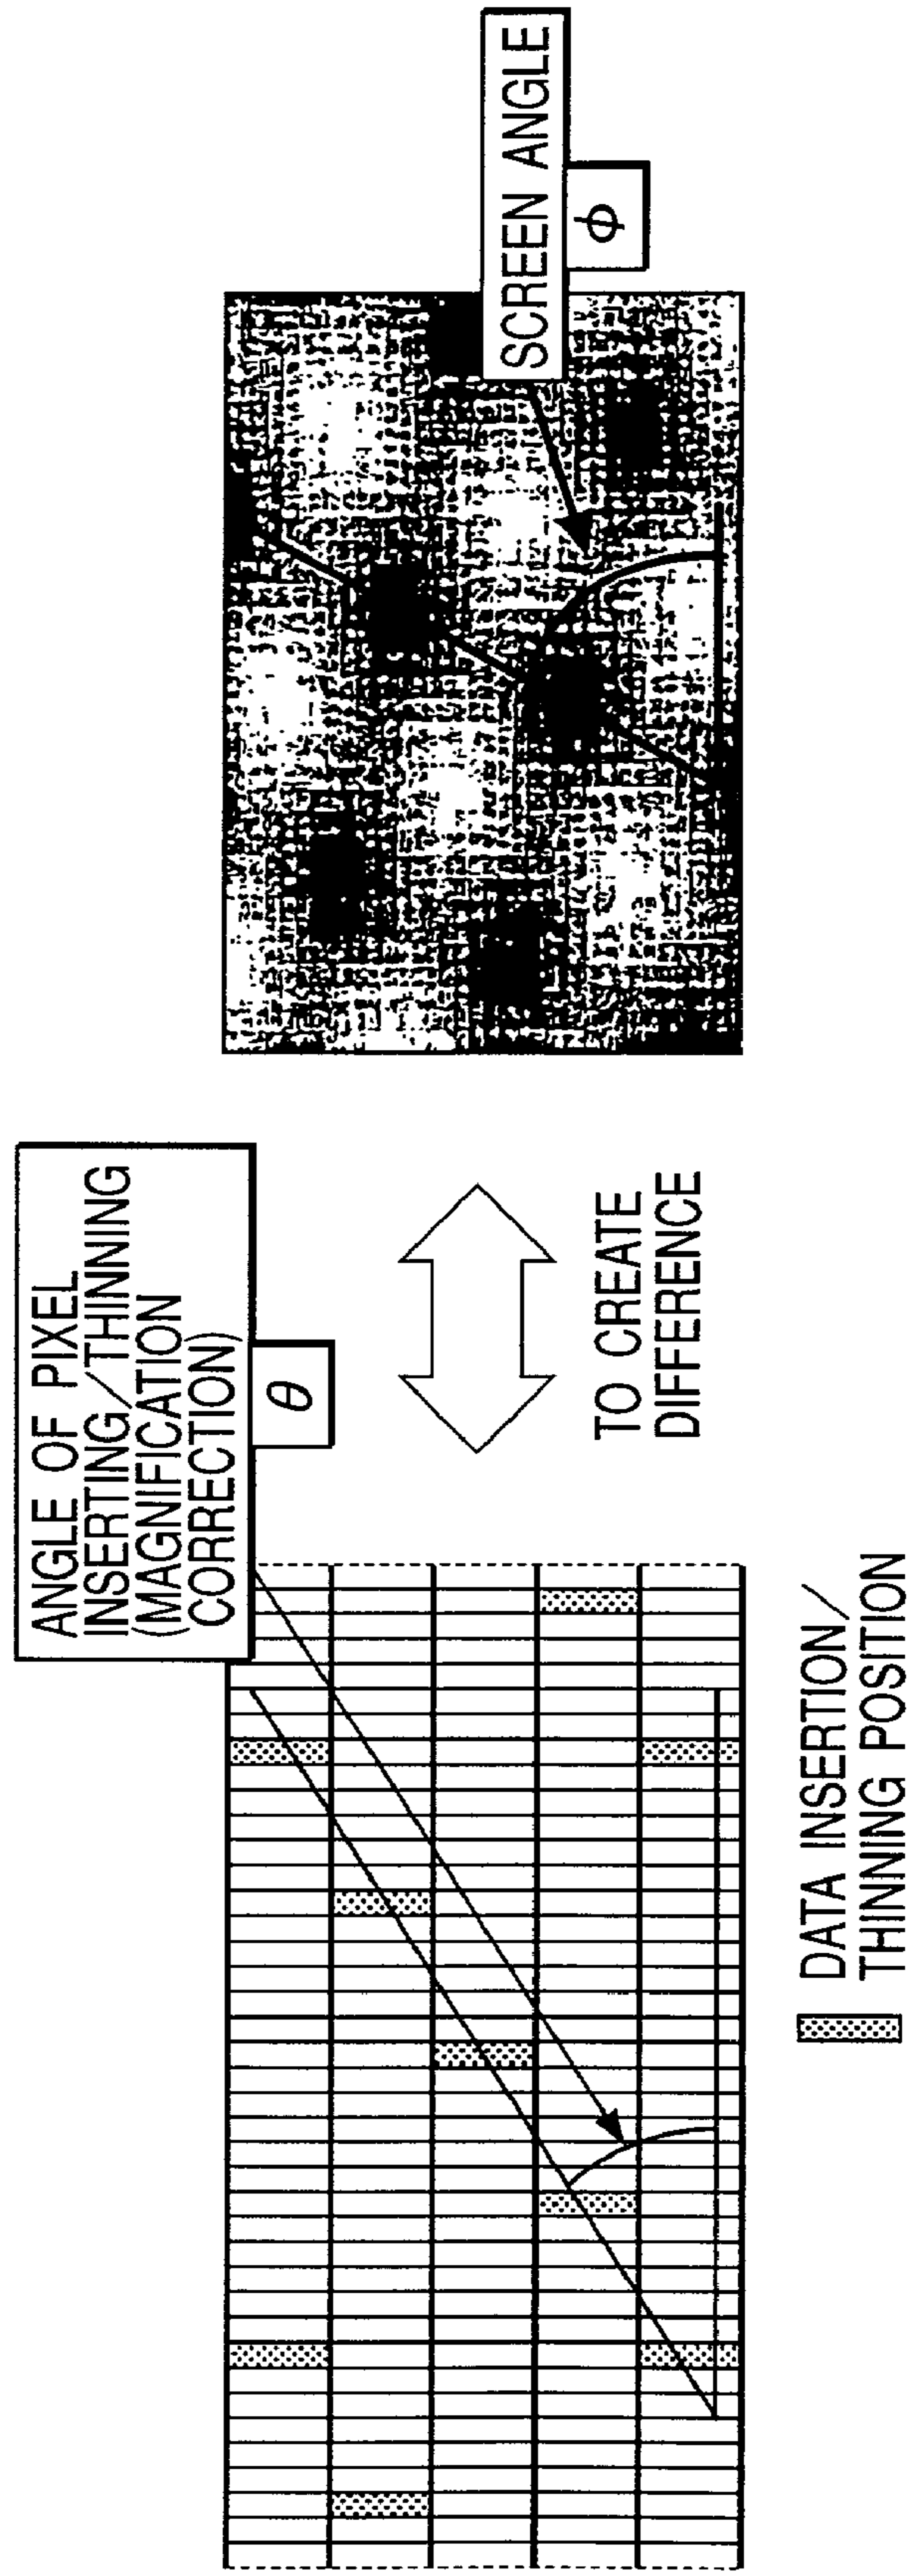 ANGLE OF PIXEL
INSERTING/THINNING
(MAGNIFICATION
CORRECTION)
θ
TO CREATE
DIFFERENCE
SCREEN ANGLE
ϕ
DATA INSERTION/
THINNING POSITION